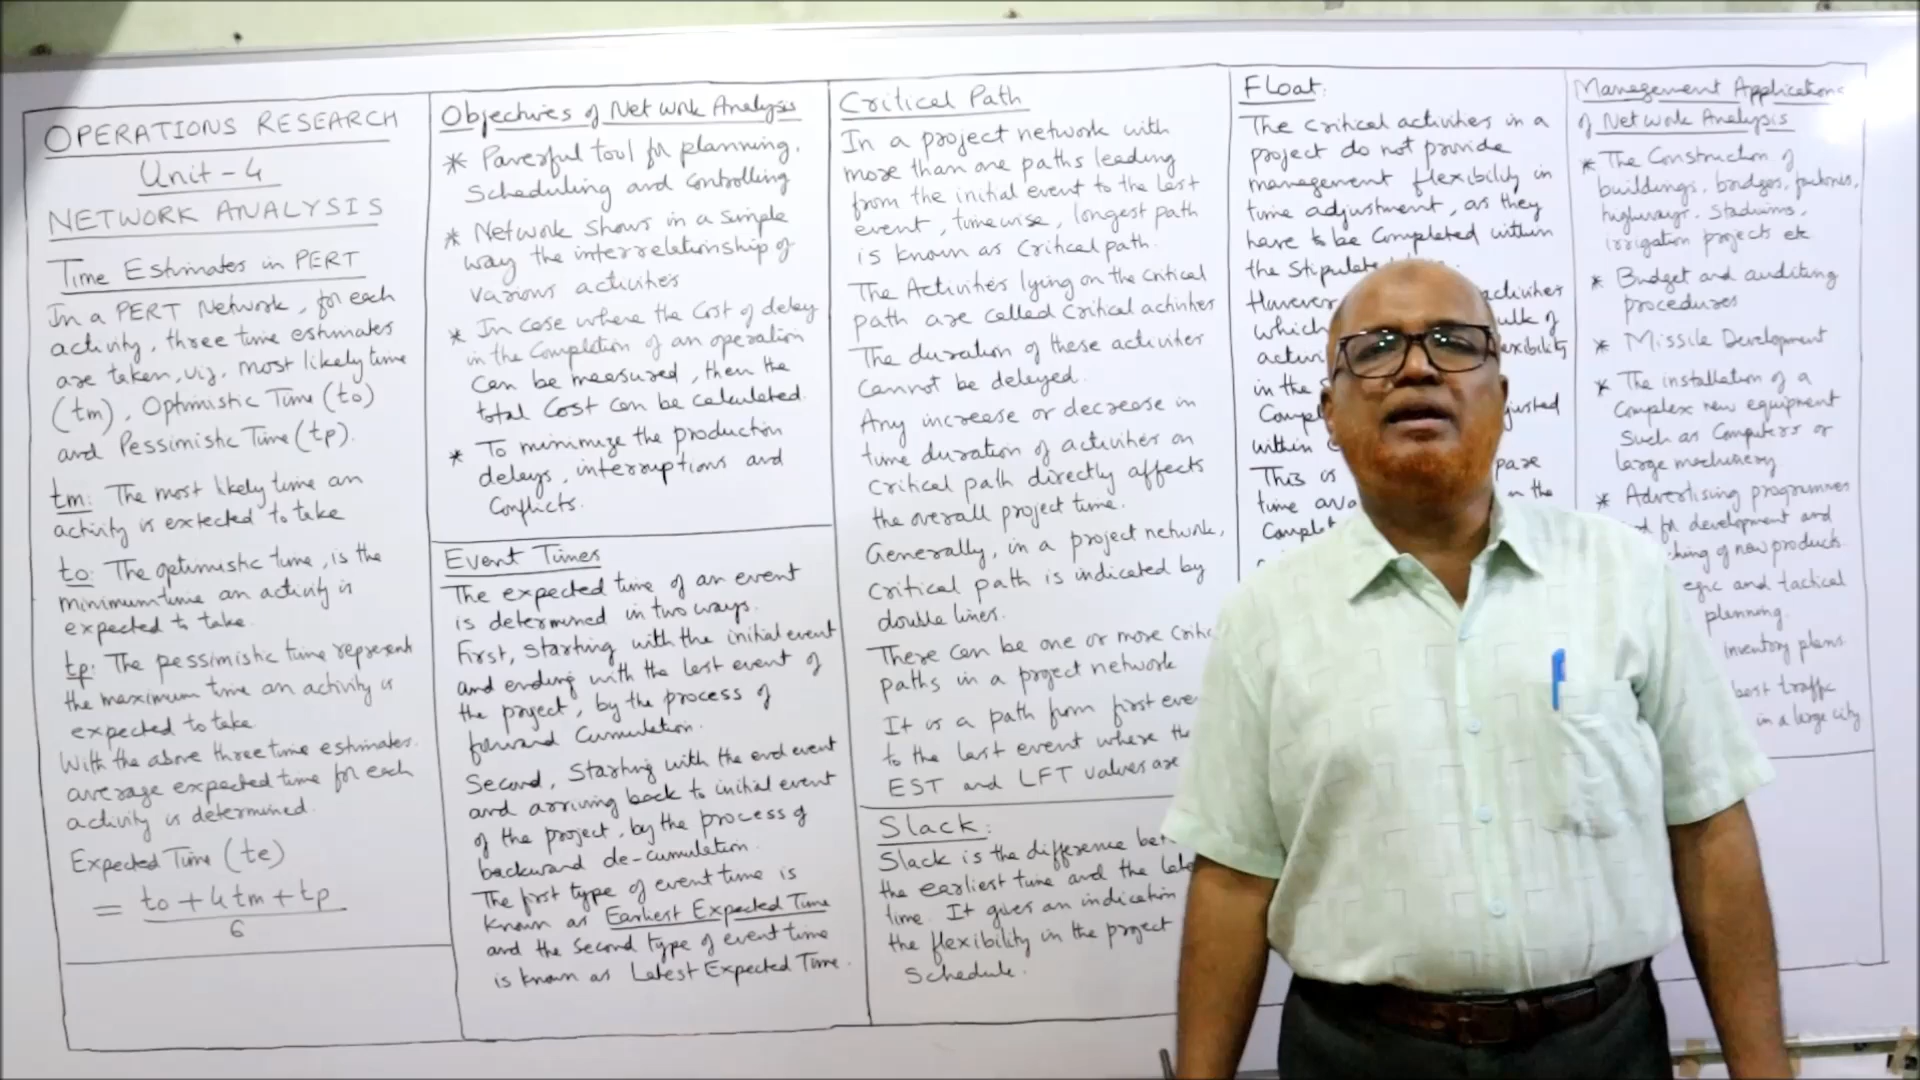 OPERATIONS RESEARCH
Unit - 4
NETWORK ANALYSIS
Time Estimates in PERT
In a PERT Network, for each
activity, three time estimates
are taken, viz, most likely time
(tm), Optimistic Time (to)
and Pessimistic Time (tp).
tm: The most likely time an
activity is extected to take
to: The optimistic time, is the
minimum time an activity is
expected to take.
tp: The pessimistic time represent
the maximum time an activity is
expected to take
With the above three time estimates.
average expected time for each
activity is determined.
Expected Time (te)
= to + 4tm + tp
6
Objectives of Network Analysis
* Powerful tool for planning,
Scheduling and Controlling
* Network Shows in a simple
way the interrelationship of
various activities
* In case where the Cost of delay
in the Completion of an operation
can be measured, then the
total Cost can be calculated.
* To minimize the production
delays, interruptions and
Conflicts.
Event Times
The expected time of an event
is determined in two ways.
First, starting with the initial event
and ending with the last event of
the project, by the process of
forward Cumulation.
Second, Starting with the end event
and arriving back to initial event
of the project, by the process of
backward de-cumulation.
The first type of event time is
known as Earliest Expected Time
and the second type of event time
is known as Latest Expected Time.
Critical Path
In a project network with
more than one paths leading
from the initial event to the last
event, timewise, longest path
is known as Critical path.
The Activities lying on the critical
path are called Critical activities
The duration of these activities
Cannot be delayed.
Any increase or decrease in
time duration of activities on
critical path directly affects
the overall project time.
Generally, in a project network,
critical path is indicated by
double lines.
There can be one or more
paths in a project network
It is a path from first
to the last event where
EST and LFT values are
Slack:
Slack is the difference
the earliest time and the
time. It gives an indication
the flexibility in the project
Schedule.
Float:
The critical activities in a
project do not provide
management flexibility in
time adjustment, as they
have to be Completed within
the
However activities
which
in the
within
This is
time
Management Applications
of Network Analysis
* The Construction of
buildings, bridges, factories,
highways, Stadiums,
irrigation projects etc
* Budget and auditing
procedures
* Missile Development
* The installation of a
Complex new equipment
Such as Computers or
large machinery
* Advertising programmes
for development and
of new products
and tactical
planning.
inventory plans
best traffic
in a large city